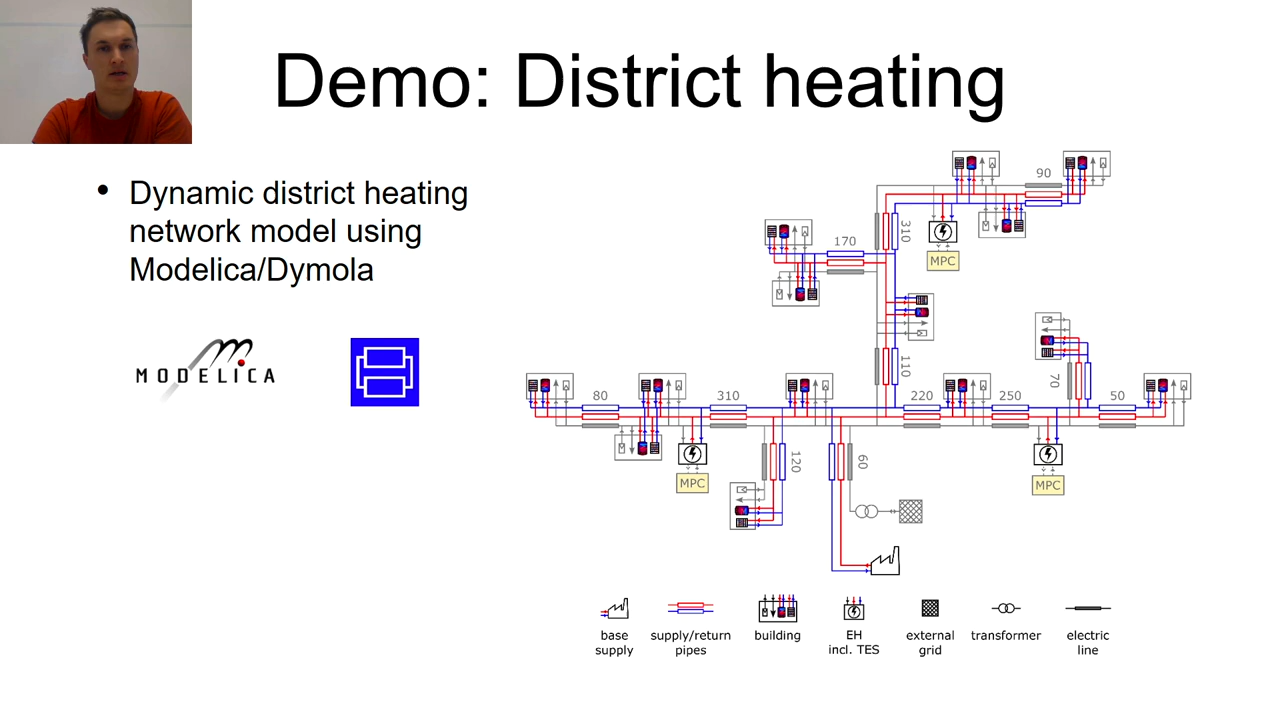 Demo: District heating
• Dynamic district heating
network model using
Modelica/Dymola
MODELICA
90
310
170
MPC
110
70
80
310
220
250
50
120
60
MPC
MPC
base
supply
supply/return
pipes
building
EH
incl. TES
external
grid
transformer
electric
line